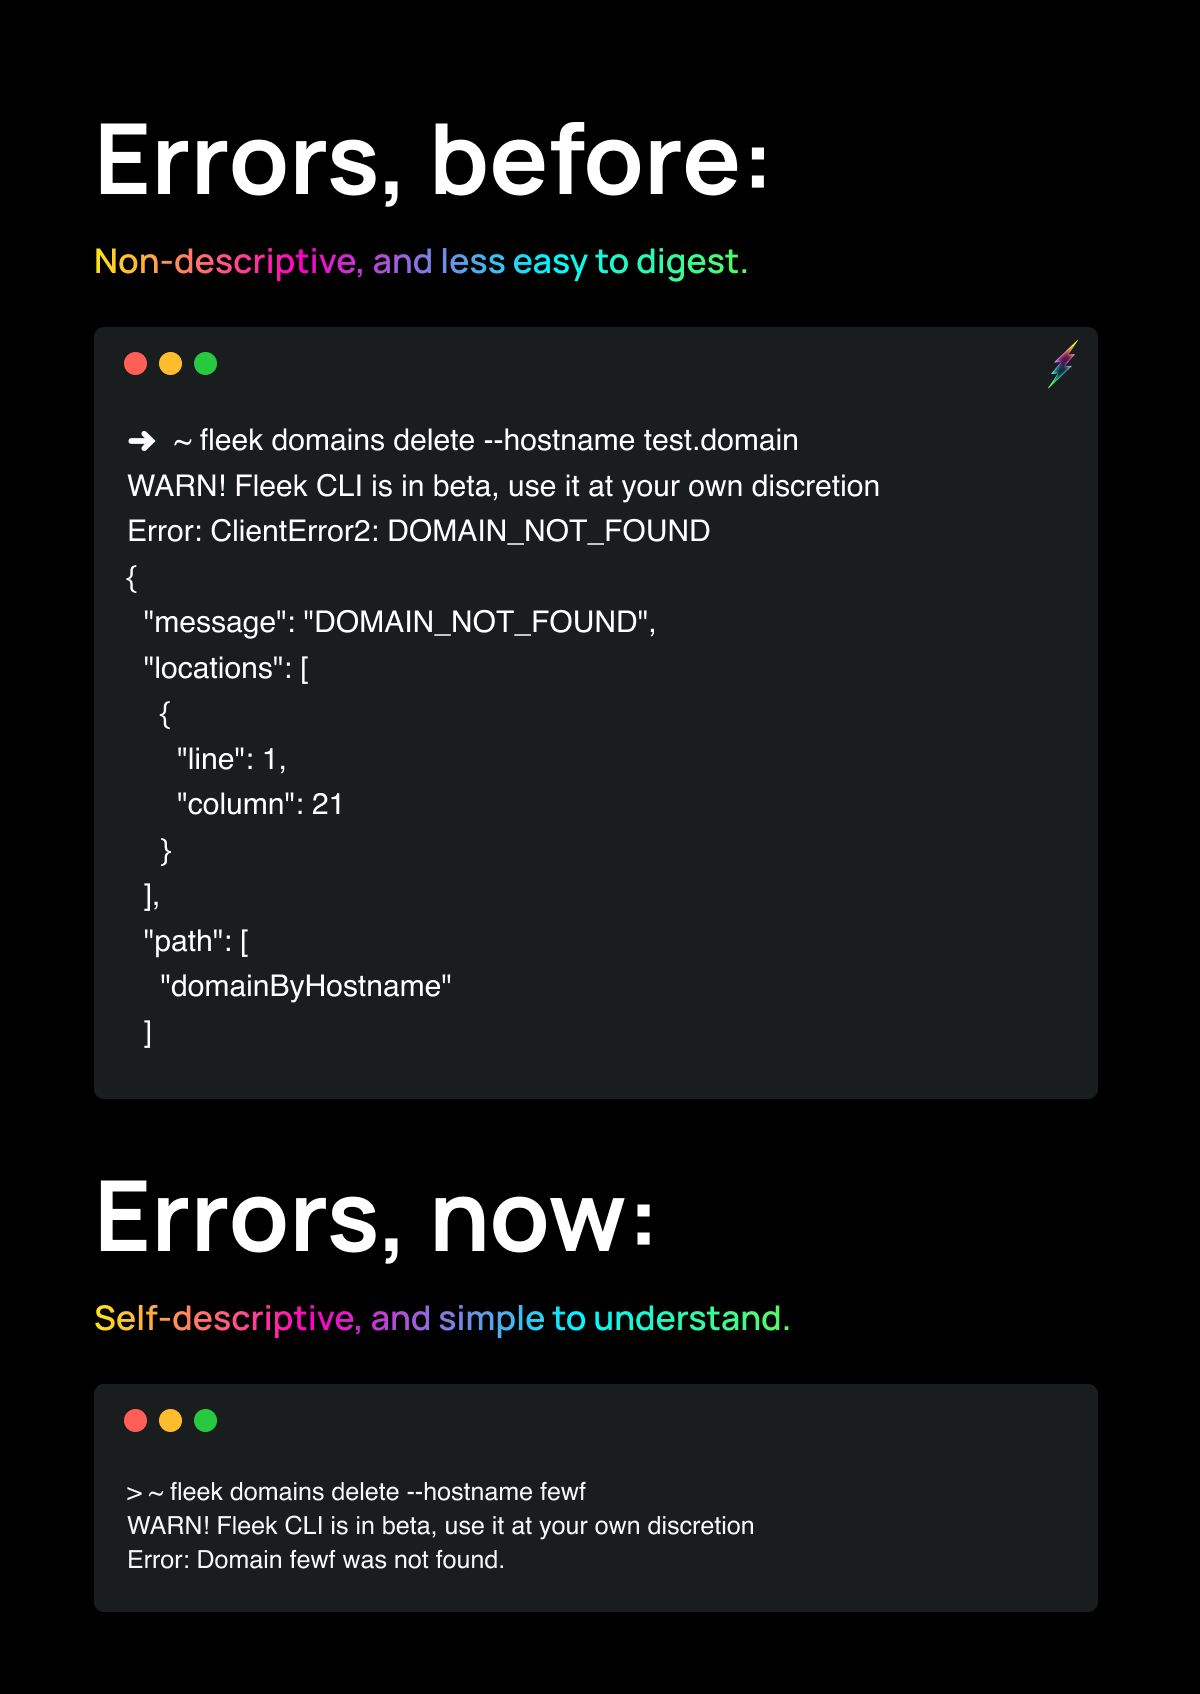 Errors, before:
Non-descriptive, and less easy to digest.
➜ ~ fleek domains delete --hostname test.domain
WARN! Fleek CLI is in beta, use it at your own discretion
Error: ClientError2: DOMAIN_NOT_FOUND
{
"message": "DOMAIN_NOT_FOUND",
"locations": [
{
"line": 1,
"column": 21
}
],
"path": [
"domainByHostname"
]
Errors, now:
Self-descriptive, and simple to understand.
> ~ fleek domains delete --hostname fewf
WARN! Fleek CLI is in beta, use it at your own discretion
Error: Domain fewf was not found.